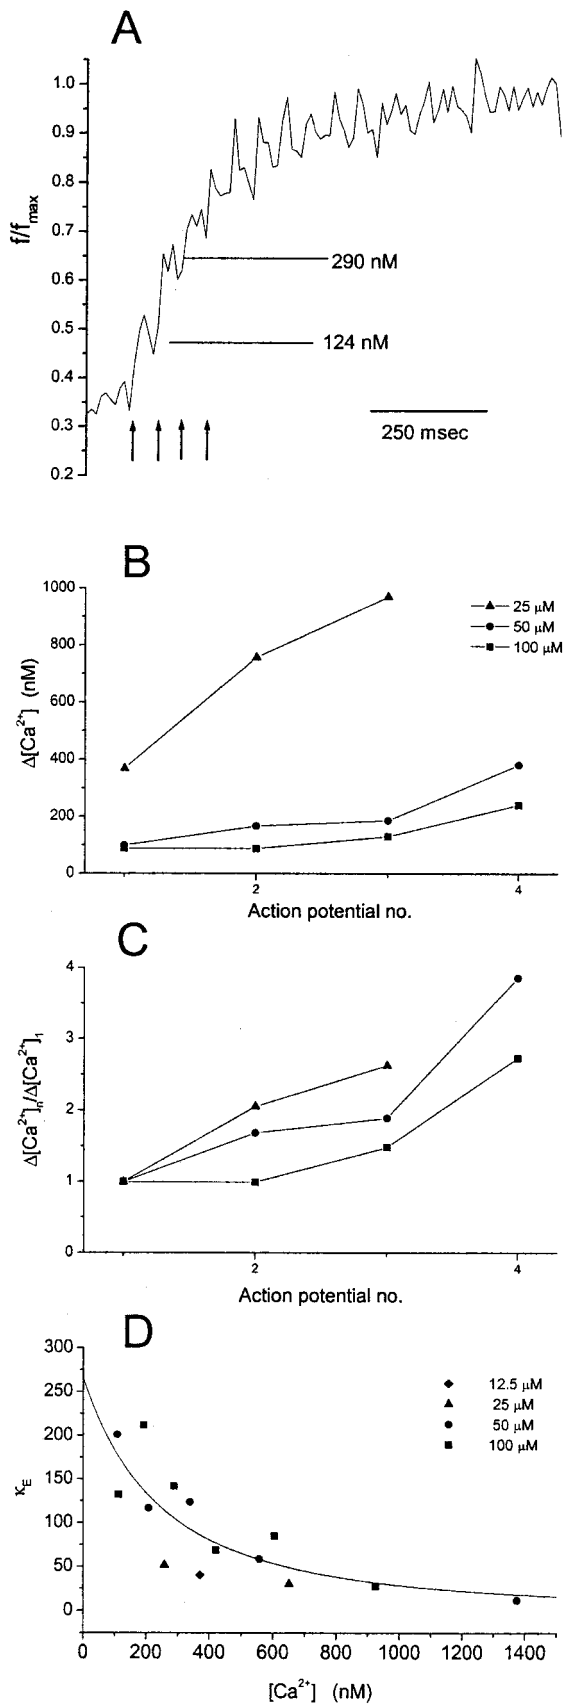 A
f/fmax
1.0
0.9
0.8
0.7
0.6
0.5
0.4
0.3
0.2
290 nM
124 nM
250 msec
B
Δ[Ca2+] (nM)
1000
800
600
400
200
0
25 μM
50 μM
100 μM
2
4
Action potential no.
C
Δ[Ca2+]n/Δ[Ca2+]1
4
3
2
1
0
2
4
Action potential no.
D
κE
300
250
200
150
100
50
0
12.5 μM
25 μM
50 μM
100 μM
0
200
400
600
800
1000
1200
1400
[Ca2+] (nM)